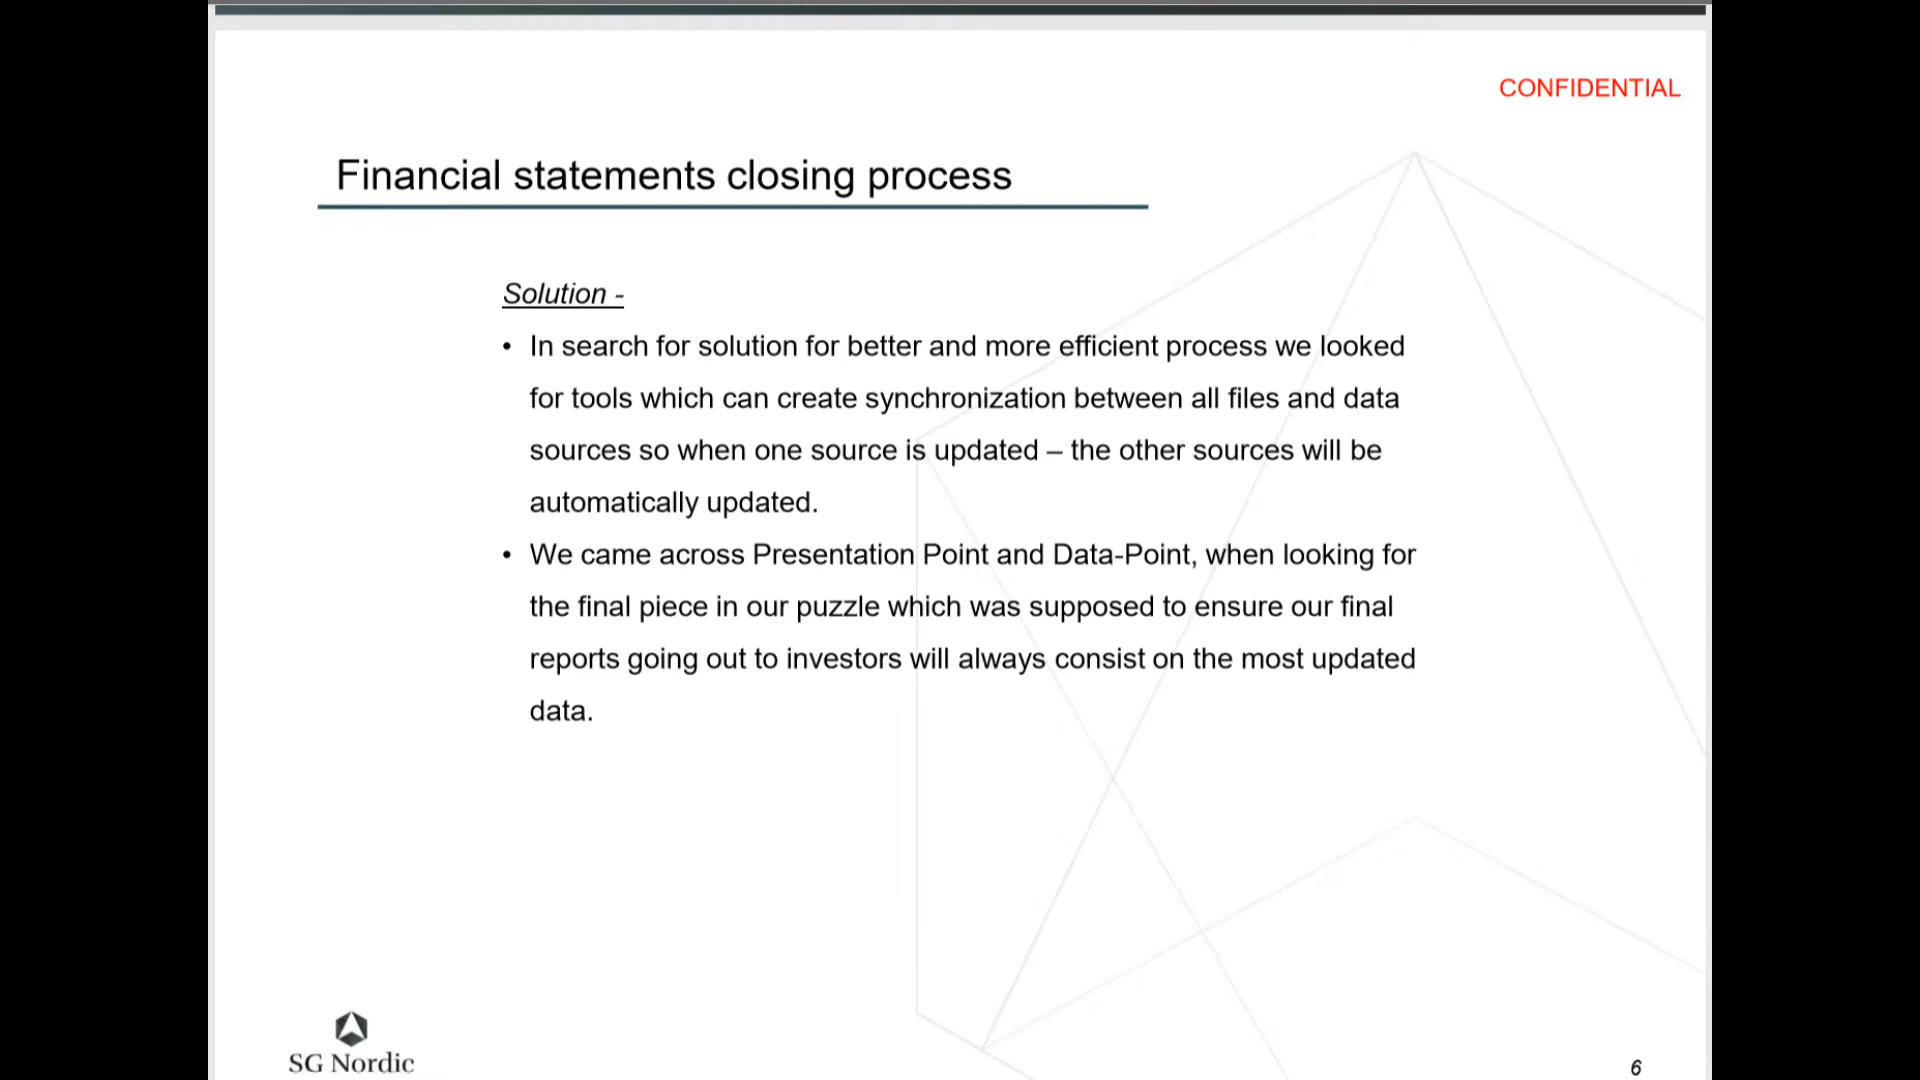 CONFIDENTIAL
Financial statements closing process
Solution -
• In search for solution for better and more efficient process we looked
for tools which can create synchronization between all files and data
sources so when one source is updated – the other sources will be
automatically updated.
• We came across Presentation Point and Data-Point, when looking for
the final piece in our puzzle which was supposed to ensure our final
reports going out to investors will always consist on the most updated
data.
SG Nordic
6